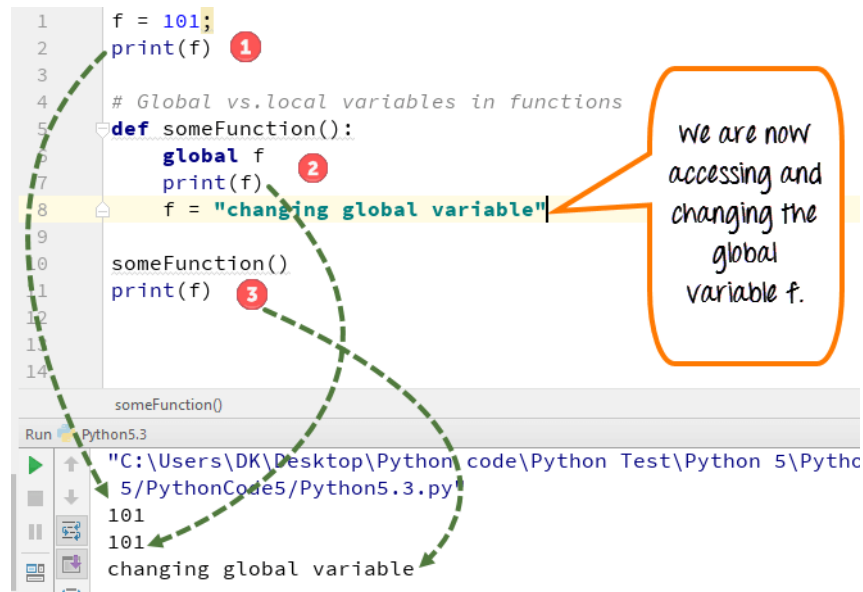 1 f = 101;
2 print(f) 1
3
4 # Global vs.local variables in functions
5 def someFunction():
6 global f
7 print(f) 2
8 f = "changing global variable"
9
10 someFunction()
11 print(f) 3
12
13
14
We are now
accessing and
changing the
global
variable f.
someFunction()
Run Python5.3
"C:\Users\DK\Desktop\Python code\Python Test\Python 5\Pytho
5/PythonCode5/Python5.3.py"
101
101
changing global variable